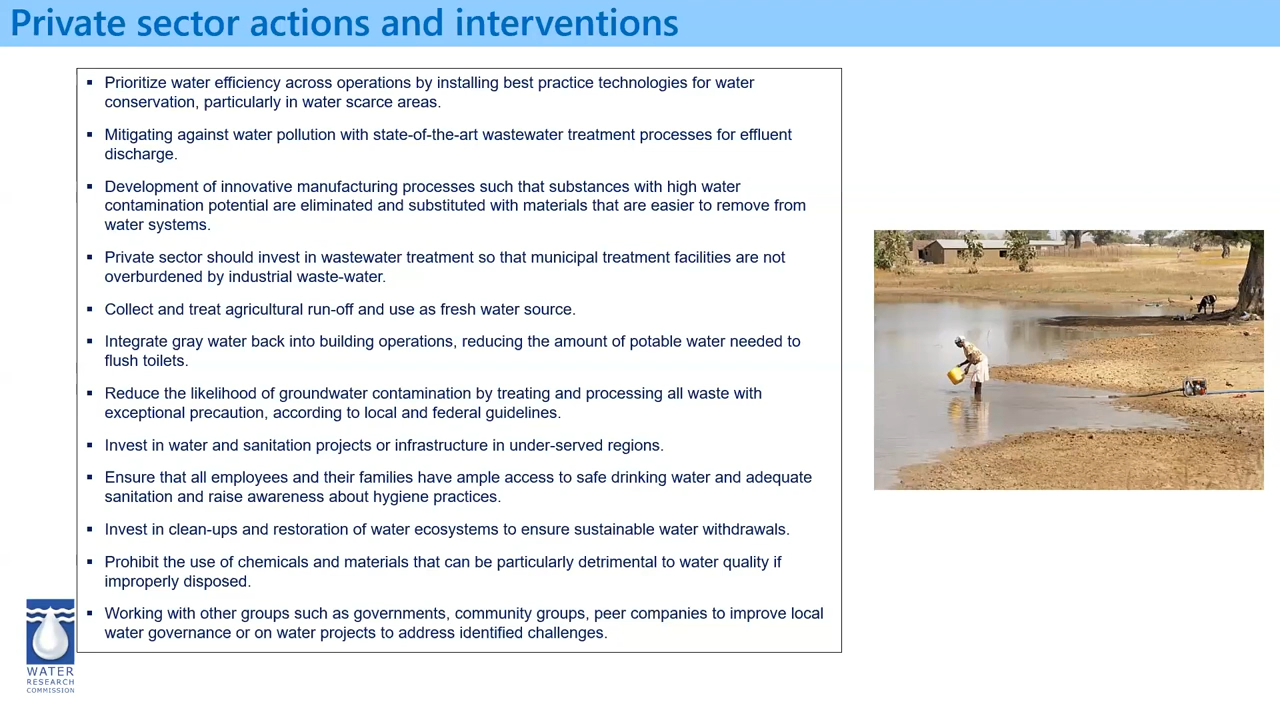 Private sector actions and interventions
▪ Prioritize water efficiency across operations by installing best practice technologies for water
conservation, particularly in water scarce areas.
▪ Mitigating against water pollution with state-of-the-art wastewater treatment processes for effluent
discharge.
▪ Development of innovative manufacturing processes such that substances with high water
contamination potential are eliminated and substituted with materials that are easier to remove from
water systems.
▪ Private sector should invest in wastewater treatment so that municipal treatment facilities are not
overburdened by industrial waste-water.
▪ Collect and treat agricultural run-off and use as fresh water source.
▪ Integrate gray water back into building operations, reducing the amount of potable water needed to
flush toilets.
▪ Reduce the likelihood of groundwater contamination by treating and processing all waste with
exceptional precaution, according to local and federal guidelines.
▪ Invest in water and sanitation projects or infrastructure in under-served regions.
▪ Ensure that all employees and their families have ample access to safe drinking water and adequate
sanitation and raise awareness about hygiene practices.
▪ Invest in clean-ups and restoration of water ecosystems to ensure sustainable water withdrawals.
▪ Prohibit the use of chemicals and materials that can be particularly detrimental to water quality if
improperly disposed.
▪ Working with other groups such as governments, community groups, peer companies to improve local
water governance or on water projects to address identified challenges.
WATER
RESEARCH
COMMISSION